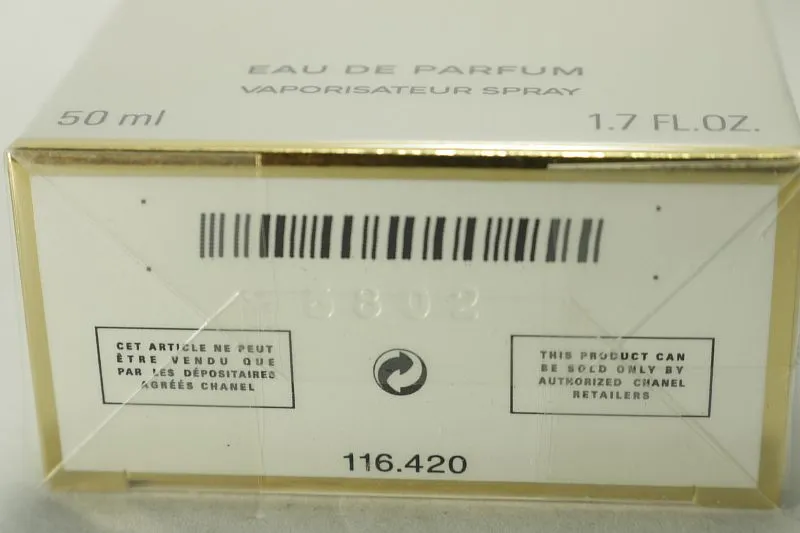 EAU DE PARFUM
VAPORISATEUR SPRAY
50 ml
1.7 FL.OZ.
5802
CET ARTICLE NE PEUT
ÊTRE VENDU QUE
PAR LES DÉPOSITAIRES
AGRÉÉS CHANEL
THIS PRODUCT CAN
BE SOLD ONLY BY
AUTHORIZED CHANEL
RETAILERS
116.420